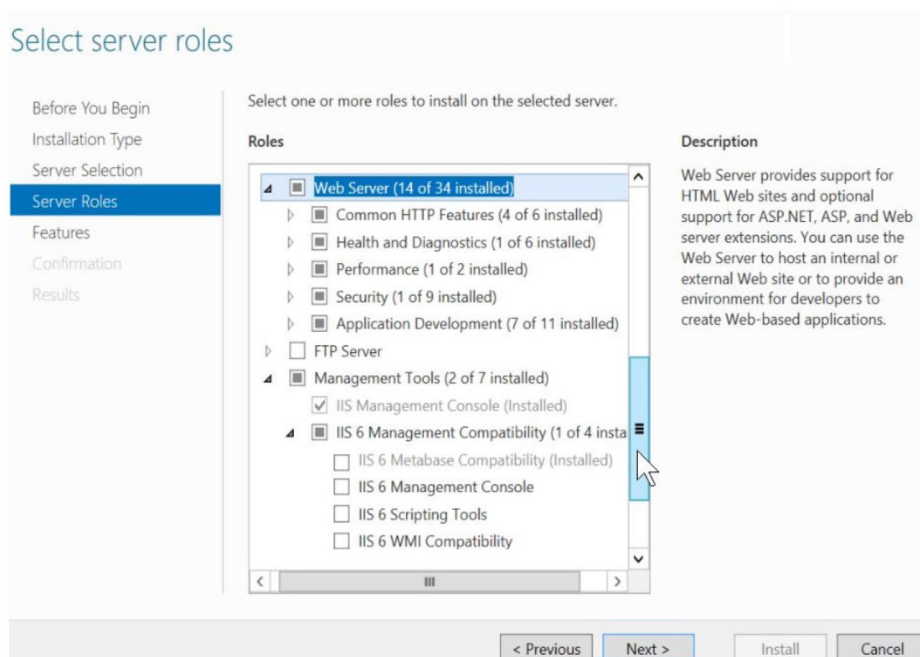 Select server roles
Before You Begin
Installation Type
Server Selection
Server Roles
Features
Confirmation
Results
Select one or more roles to install on the selected server.
Roles
Web Server (14 of 34 installed)
Common HTTP Features (4 of 6 installed)
Health and Diagnostics (1 of 6 installed)
Performance (1 of 2 installed)
Security (1 of 9 installed)
Application Development (7 of 11 installed)
FTP Server
Management Tools (2 of 7 installed)
IIS Management Console (Installed)
IIS 6 Management Compatibility (1 of 4 insta
IIS 6 Metabase Compatibility (Installed)
IIS 6 Management Console
IIS 6 Scripting Tools
IIS 6 WMI Compatibility
Description
Web Server provides support for
HTML Web sites and optional
support for ASP.NET, ASP, and Web
server extensions. You can use the
Web Server to host an internal or
external Web site or to provide an
environment for developers to
create Web-based applications.
< Previous
Next >
Install
Cancel